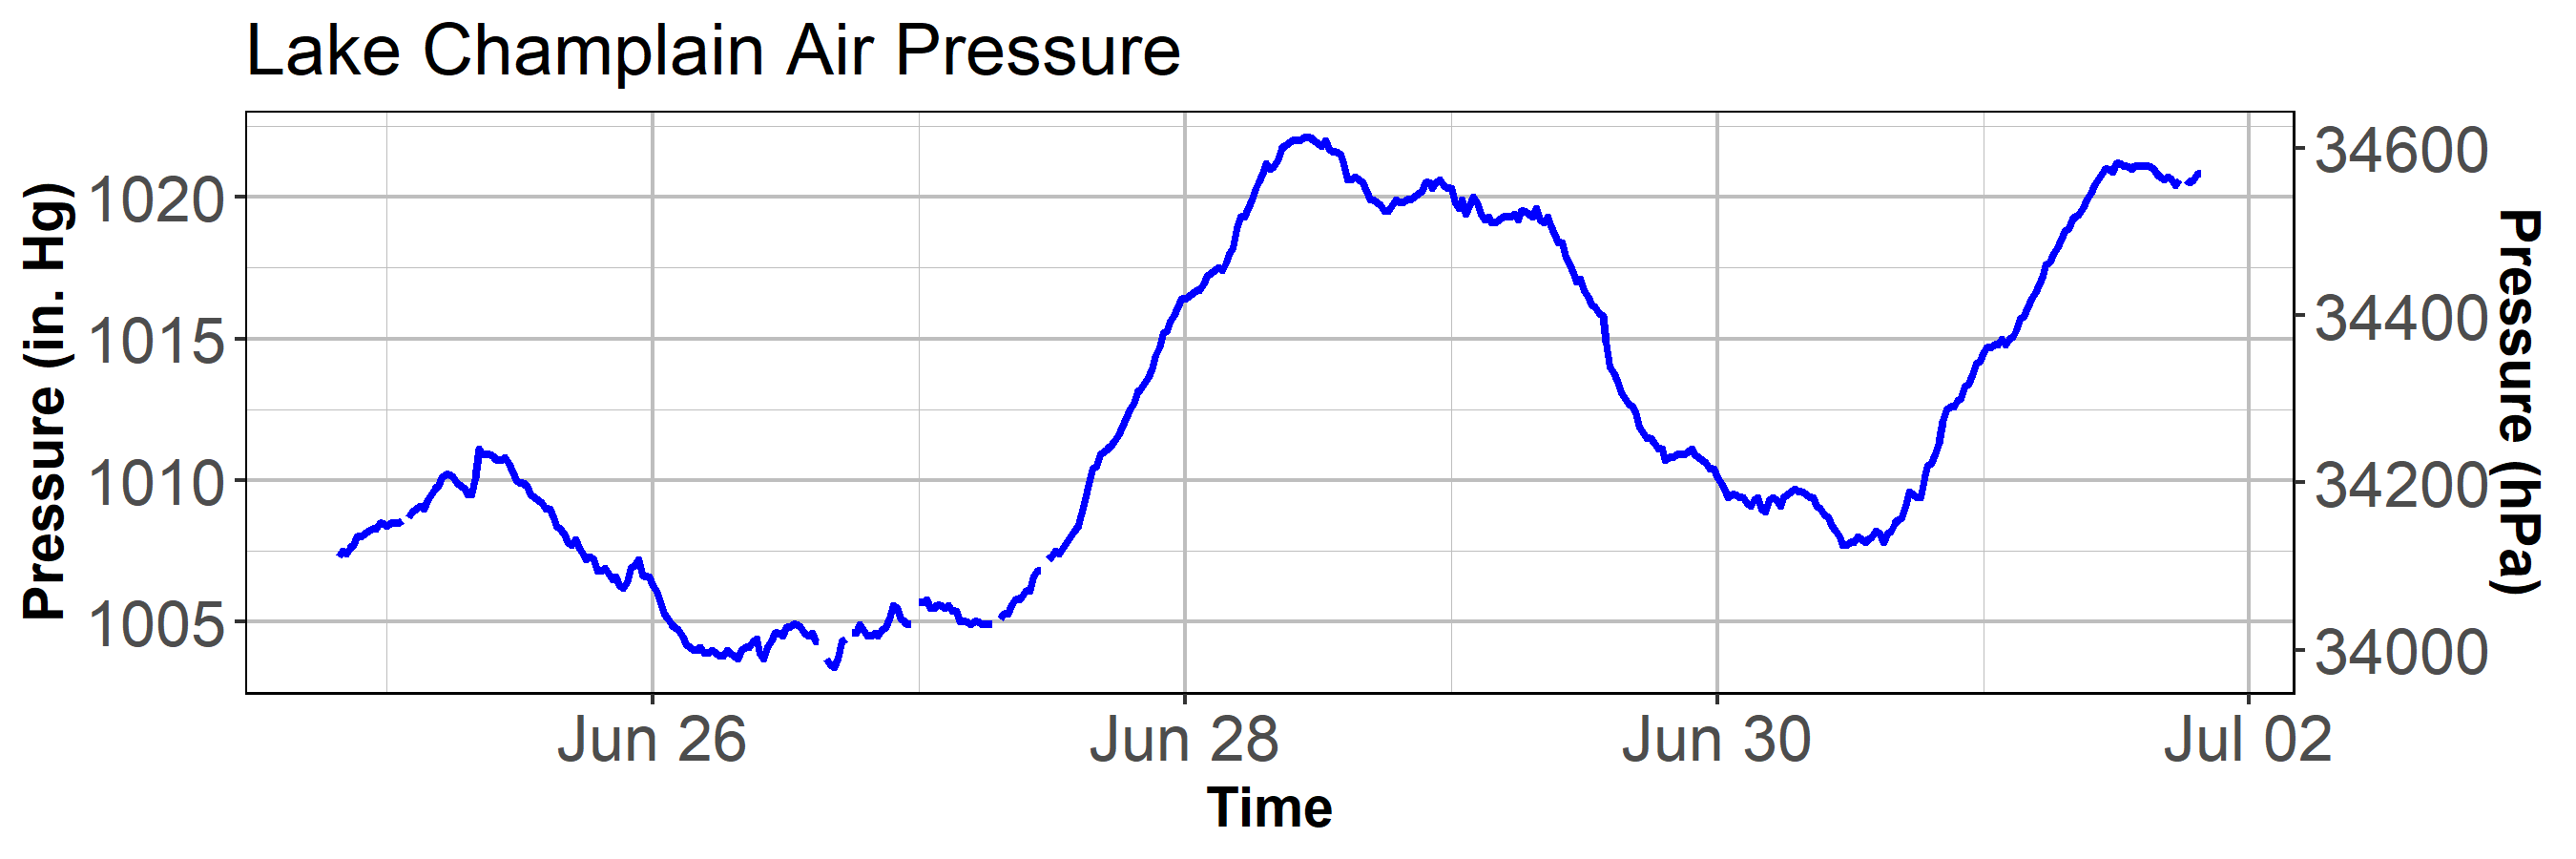 Lake Champlain Air Pressure
Pressure (in. Hg)
1020
1015
1010
1005
34600
34400
34200
34000
Pressure (hPa)
Jun 26
Jun 28
Jun 30
Jul 02
Time